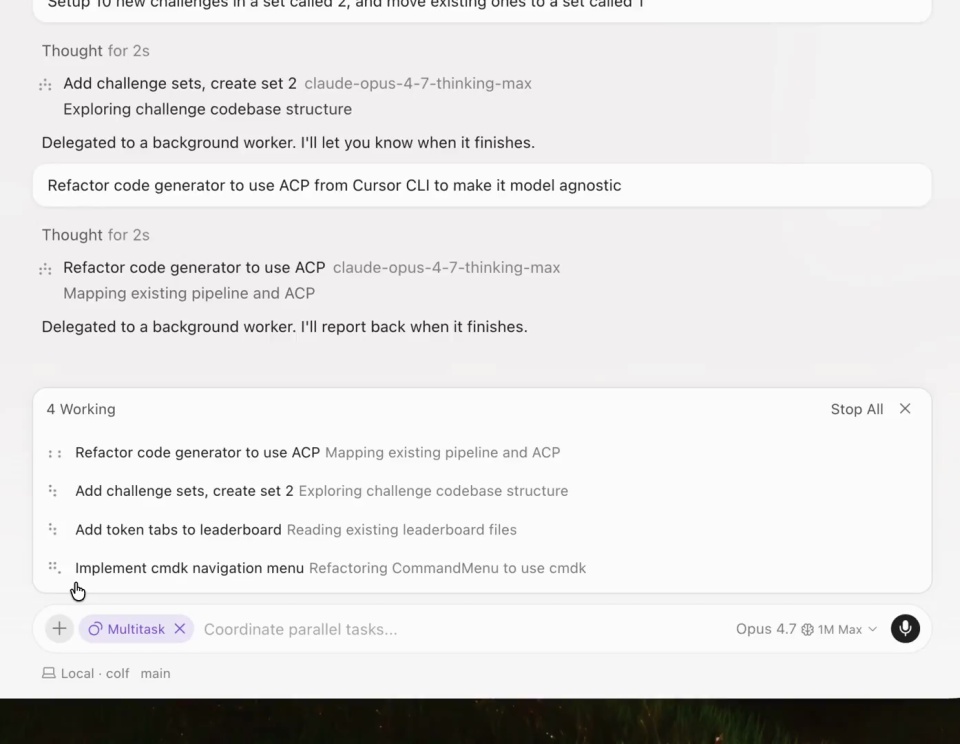 Setup 10 new challenges in a set called 2, and move existing ones to a set called 1
Thought for 2s
Add challenge sets, create set 2 claude-opus-4-7-thinking-max
Exploring challenge codebase structure
Delegated to a background worker. I'll let you know when it finishes.
Refactor code generator to use ACP from Cursor CLI to make it model agnostic
Thought for 2s
Refactor code generator to use ACP claude-opus-4-7-thinking-max
Mapping existing pipeline and ACP
Delegated to a background worker. I'll report back when it finishes.
4 Working Stop All
Refactor code generator to use ACP Mapping existing pipeline and ACP
Add challenge sets, create set 2 Exploring challenge codebase structure
Add token tabs to leaderboard Reading existing leaderboard files
Implement cmdk navigation menu Refactoring CommandMenu to use cmdk
Multitask Coordinate parallel tasks... Opus 4.7 1M Max
Local · colf main